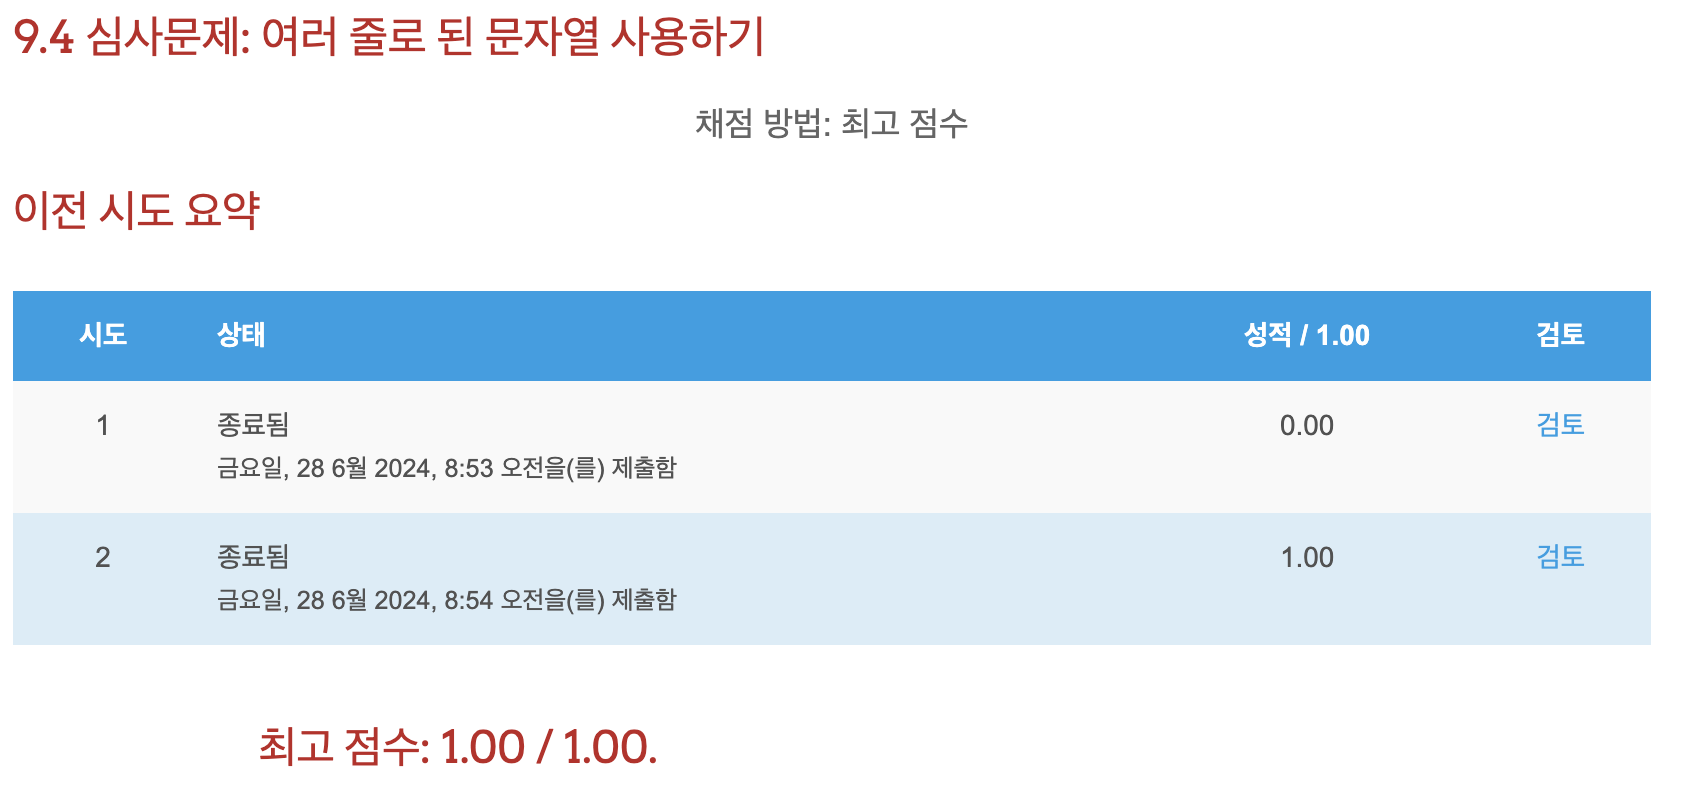 9.4 심사문제: 여러 줄로 된 문자열 사용하기
채점 방법: 최고 점수
이전 시도 요약
시도 상태 성적 / 1.00 검토
1 종료됨 0.00 검토
금요일, 28 6월 2024, 8:53 오전을(를) 제출함
2 종료됨 1.00 검토
금요일, 28 6월 2024, 8:54 오전을(를) 제출함
최고 점수: 1.00 / 1.00.